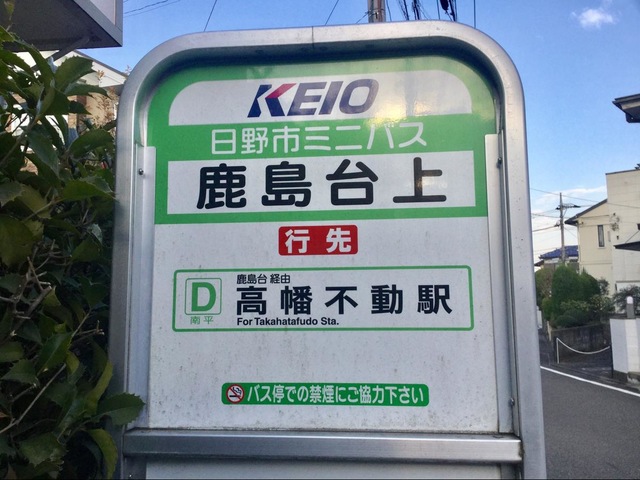 KEIO
日野市ミニバス
鹿島台上
行先
D
南平
鹿島台 経由
高幡不動駅
For Takahatafudo Sta.
バス停での禁煙にご協力下さい